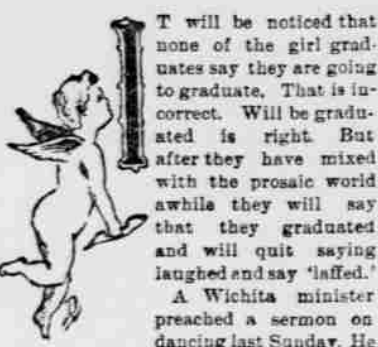 IT will be noticed that
none of the girl grad-
uates say they are going
to graduate. That is in-
correct. Will be gradu-
ated is right. But
after they have mixed
with the prosaic world
awhile they will say
that they graduated
and will quit saying
laughed and say 'laffed.'
A Wichita minister
preached a sermon on
dancing last Sunday. He